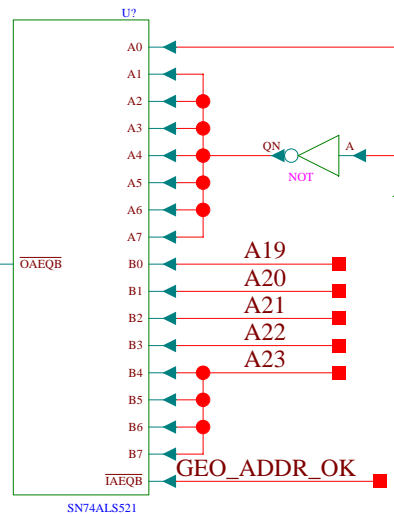 U?
A0
A1
A2
A3
A4 QN A
NOT
A5
A6
A7
OAEQB B0 A19
B1 A20
B2 A21
B3 A22
B4 A23
B5
B6
B7
IAEQB GEO_ADDR_OK
SN74ALS521